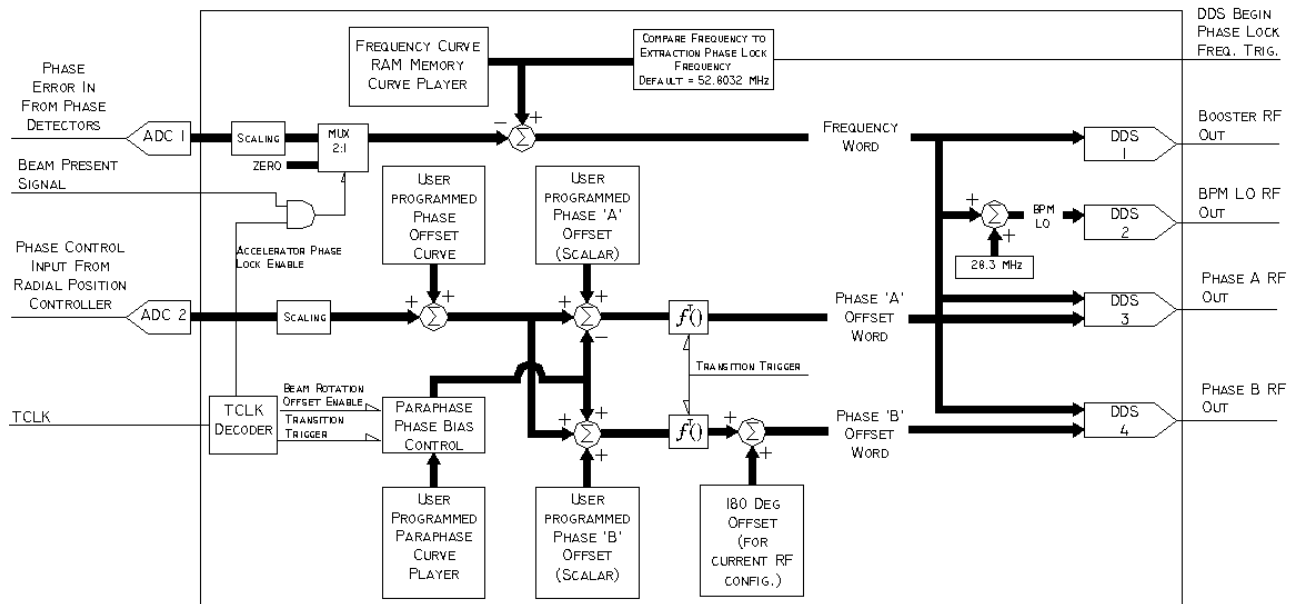 DDS BEGIN
PHASE LOCK
FREQ. TRIG.
FREQUENCY CURVE
RAM MEMORY
CURVE PLAYER
COMPARE FREQUENCY TO
EXTRACTION PHASE LOCK
FREQUENCY
DEFAULT = 52.8032 MHZ
PHASE
ERROR IN
FROM PHASE
DETECTORS
ADC 1
SCALING
MUX
2:1
ZERO
−
+
Σ
FREQUENCY
WORD
DDS
1
BOOSTER RF
OUT
BEAM PRESENT
SIGNAL
ACCELERATOR PHASE
LOCK ENABLE
USER
PROGRAMMED
PHASE
OFFSET
CURVE
USER
PROGRAMMED
PHASE 'A'
OFFSET
(SCALAR)
+
Σ
+
BPM
LO
28.3 MHZ
DDS
2
BPM LO RF
OUT
PHASE CONTROL
INPUT FROM
RADIAL POSITION
CONTROLLER
ADC 2
SCALING
+
+
Σ
+
+
Σ
−
f()
T
PHASE 'A'
OFFSET
WORD
DDS
3
PHASE A RF
OUT
TRANSITION TRIGGER
TCLK
TCLK
DECODER
BEAM ROTATION
OFFSET ENABLE
TRANSITION
TRIGGER
PARAPHASE
PHASE BIAS
CONTROL
+
+
Σ
+
f()
T
+
Σ
+
PHASE 'B'
OFFSET
WORD
DDS
4
PHASE B RF
OUT
USER
PROGRAMMED
PARAPHASE
CURVE
PLAYER
USER
PROGRAMMED
PHASE 'B'
OFFSET
(SCALAR)
180 DEG
OFFSET
(FOR
CURRENT RF
CONFIG.)